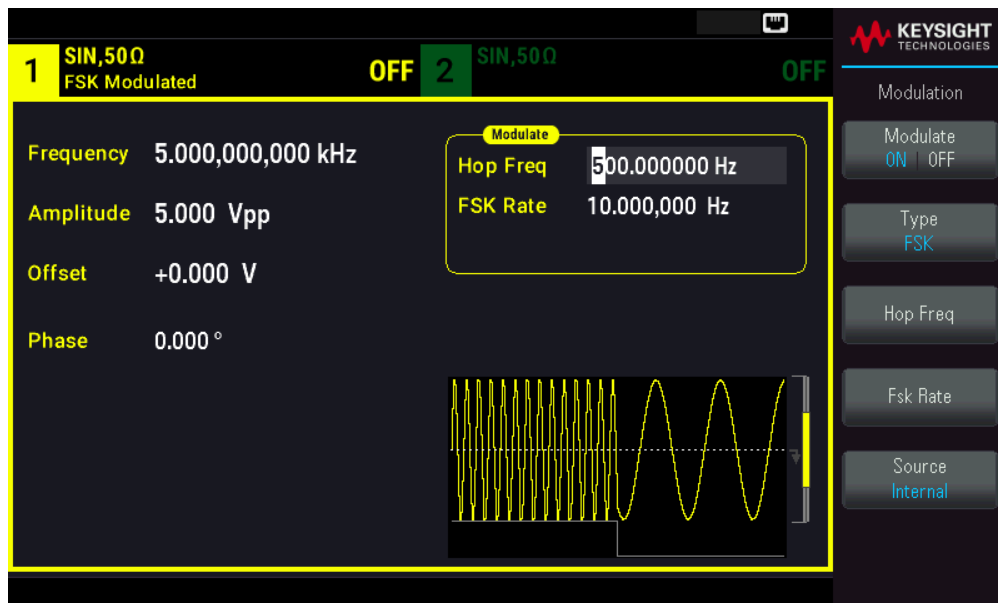 KEYSIGHT
TECHNOLOGIES
1 SIN,50Ω
FSK Modulated OFF
2 SIN,50Ω OFF
Frequency 5.000,000,000 kHz
Amplitude 5.000 Vpp
Offset +0.000 V
Phase 0.000 °
Modulate
Hop Freq 500.000000 Hz
FSK Rate 10.000,000 Hz
Modulation
Modulate
ON | OFF
Type
FSK
Hop Freq
Fsk Rate
Source
Internal